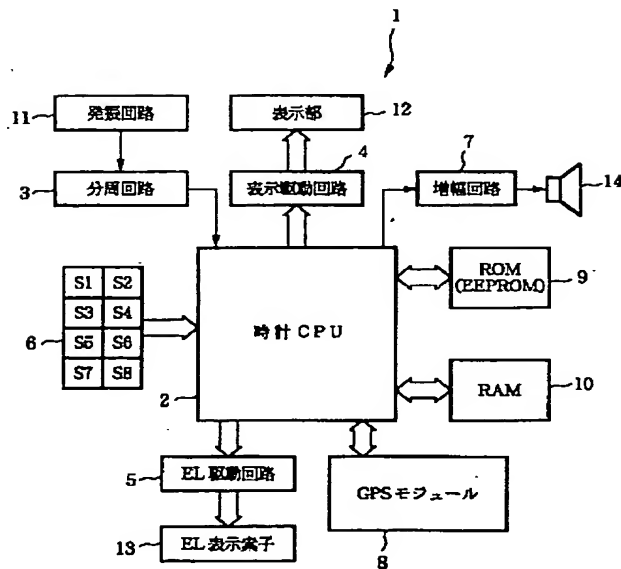 1
11 発振回路
表示部 12
4
7
3 分周回路
表示駆動回路
増幅回路
14
S1 S2
S3 S4
S5 S6
S7 S8
6
時計CPU
2
ROM
(EEPROM)
9
RAM
10
5 EL駆動回路
GPSモジュール
8
13 EL表示素子